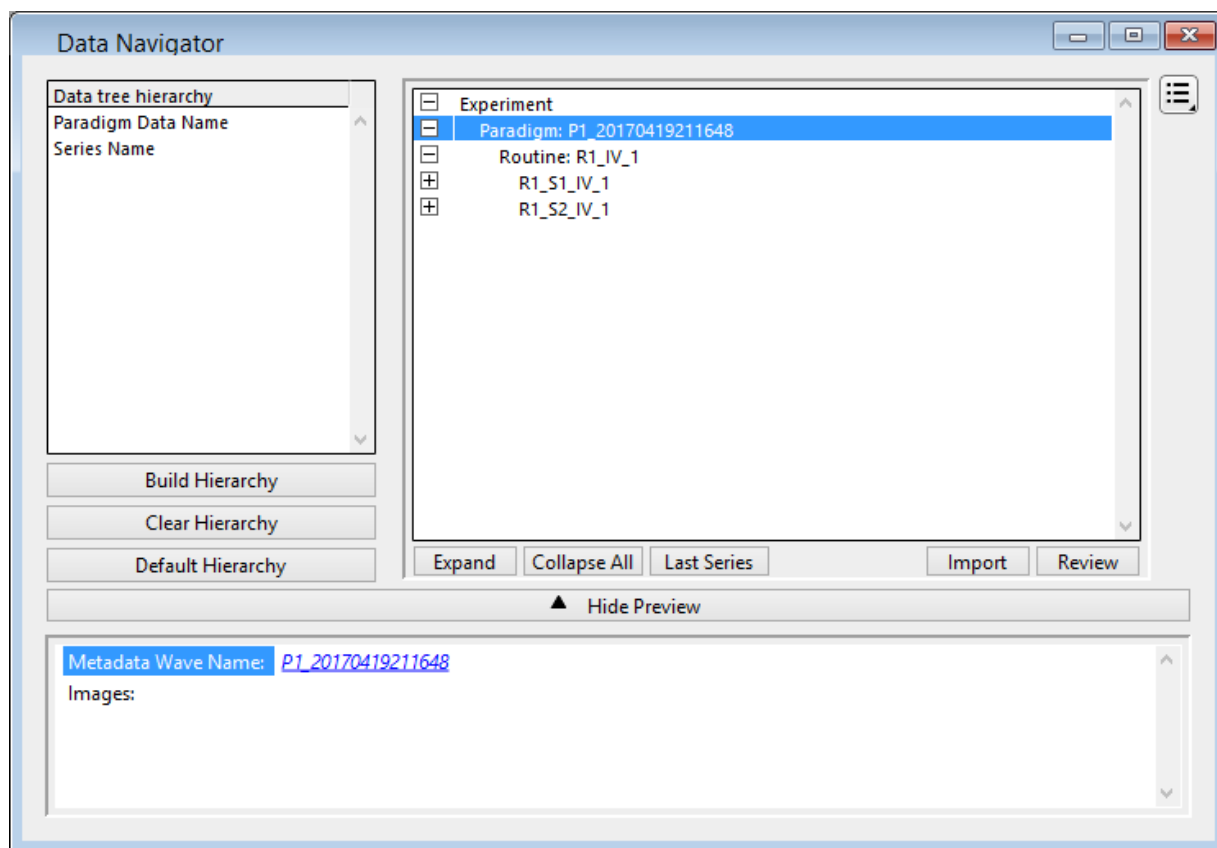 Data Navigator
Data tree hierarchy
Paradigm Data Name
Series Name
Build Hierarchy
Clear Hierarchy
Default Hierarchy
Experiment
Paradigm: P1_20170419211648
Routine: R1_IV_1
R1_S1_IV_1
R1_S2_IV_1
Expand Collapse All Last Series Import Review
Hide Preview
Metadata Wave Name: P1_20170419211648
Images: